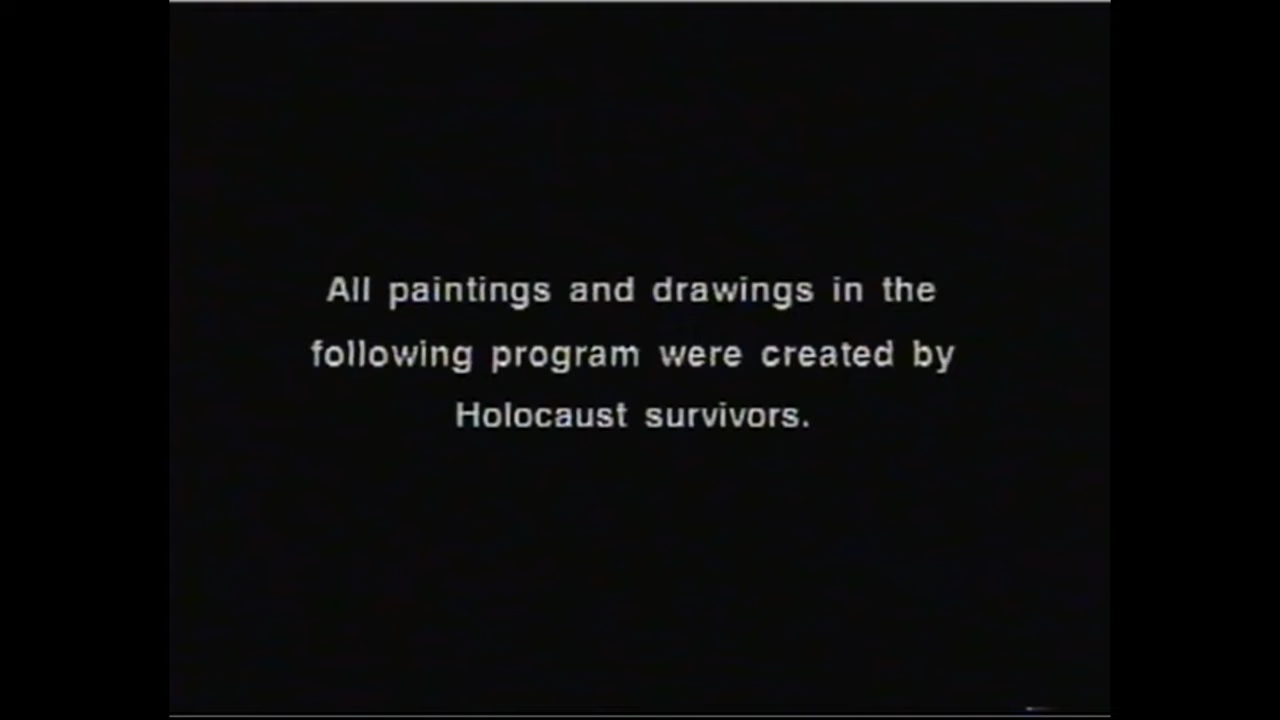 All paintings and drawings in the
following program were created by
Holocaust survivors.